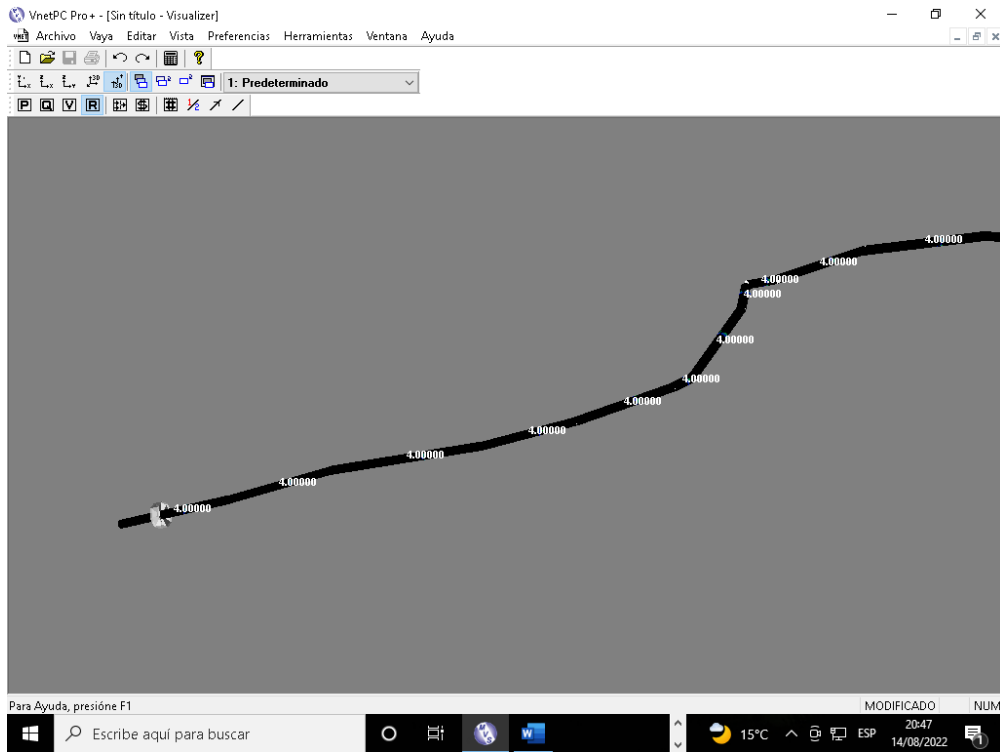 VnetPC Pro+ - [Sin título - Visualizer]
Archivo Vaya Editar Vista Preferencias Herramientas Ventana Ayuda
1: Predeterminado
P Q V R
4.00000
4.00000
4.00000
4.00000
4.00000
4.00000
4.00000
4.00000
4.00000
4.00000
4.00000
4.00000
Para Ayuda, presióne F1 MODIFICADO NUM
Escribe aquí para buscar 15°C ESP 20:47
14/08/2022 1